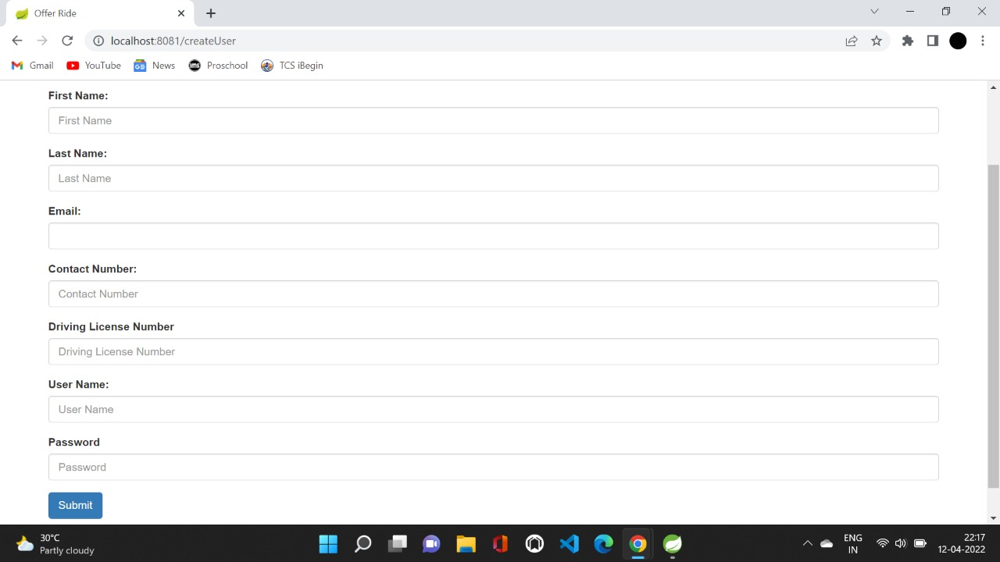 Offer Ride
localhost:8081/createUser
Gmail YouTube GE News ims Proschool TCS iBegin
First Name:
First Name
Last Name:
Last Name
Email:
Contact Number:
Contact Number
Driving License Number
Driving License Number
User Name:
User Name
Password
Password
Submit
30°C
Partly cloudy
ENG
IN
22:17
12-04-2022